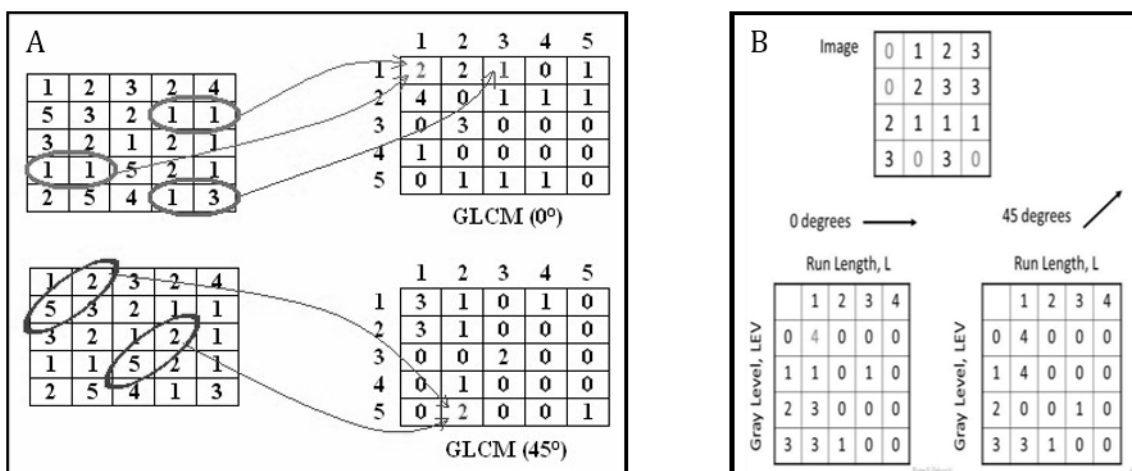 A
1 2 3 4 5
1 2 3 2 4
5 3 2 1 1
3 2 1 2 1
1 1 5 2 1
2 5 4 1 3
1 2 2 1 0 1
2 4 0 1 1 1
3 0 3 0 0 0
4 1 0 0 0 0
5 0 1 1 1 0
GLCM (0°)
1 2 3 2 4
5 3 2 1 1
3 2 1 2 1
1 1 5 2 1
2 5 4 1 3
1 2 3 4 5
1 3 1 0 1 0
2 3 1 0 0 0
3 0 0 2 0 0
4 0 1 0 0 0
5 0 2 0 0 1
GLCM (45°)
B
Image
0 1 2 3
0 2 3 3
2 1 1 1
3 0 3 0
0 degrees
45 degrees
Run Length, L
Gray Level, LEV
1 2 3 4
0 4 0 0 0
1 1 0 1 0
2 3 0 0 0
3 3 1 0 0
Run Length, L
Gray Level, LEV
1 2 3 4
0 4 0 0 0
1 4 0 0 0
2 0 0 1 0
3 3 1 0 0